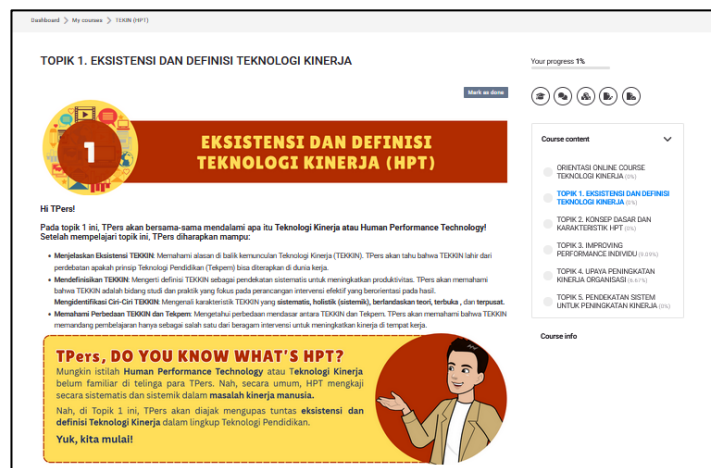 Dashboard > My courses > TEKIN (HPT)
TOPIK 1. EKSISTENSI DAN DEFINISI TEKNOLOGI KINERJA
Mark as done
1
EKSISTENSI DAN DEFINISI
TEKNOLOGI KINERJA (HPT)
Hi TPers!
Pada topik 1 ini, TPers akan bersama-sama mendalami apa itu Teknologi Kinerja atau Human Performance Technology!
Setelah mempelajari topik ini, TPers diharapkan mampu:
• Menjelaskan Eksistensi TEKKIN: Memahami alasan di balik kemunculan Teknologi Kinerja (TEKKIN). TPers akan tahu bahwa TEKKIN lahir dari
perdebatan apakah prinsip Teknologi Pendidikan (Tekpem) bisa diterapkan di dunia kerja.
• Mendefinisikan TEKKIN: Mengerti definisi TEKKIN sebagai pendekatan sistematis untuk meningkatkan produktivitas. TPers akan memahami
bahwa TEKKIN adalah bidang studi dan praktik yang fokus pada perancangan intervensi efektif yang berorientasi pada hasil.
Mengidentifikasi Ciri-Ciri TEKKIN: Mengenali karakteristik TEKKIN yang sistematis, holistik (sistemik), berlandaskan teori, terbuka , dan terpusat.
• Memahami Perbedaan TEKKIN dan Tekpem: Mengetahui perbedaan mendasar antara TEKKIN dan Tekpem. TPers akan memahami bahwa TEKKIN
memandang pembelajaran hanya sebagai salah satu dari beragam intervensi untuk meningkatkan kinerja di tempat kerja.
TPers, DO YOU KNOW WHAT'S HPT?
Mungkin istilah Human Performance Technology atau Teknologi Kinerja
belum familiar di telinga para TPers. Nah, secara umum, HPT mengkaji
secara sistematis dan sistemik dalam masalah kinerja manusia.
Nah, di Topik 1 ini, TPers akan diajak mengupas tuntas eksistensi dan
definisi Teknologi Kinerja dalam lingkup Teknologi Pendidikan.
Yuk, kita mulai!
Your progress 1%
Course content
ORIENTASI ONLINE COURSE
TEKNOLOGI KINERJA (0%)
TOPIK 1. EKSISTENSI DAN DEFINISI
TEKNOLOGI KINERJA (0%)
TOPIK 2. KONSEP DASAR DAN
KARAKTERISTIK HPT (0%)
TOPIK 3. IMPROVING
PERFORMANCE INDIVIDU (9.09%)
TOPIK 4. UPAYA PENINGKATAN
KINERJA ORGANISASI (6.67%)
TOPIK 5. PENDEKATAN SISTEM
UNTUK PENINGKATAN KINERJA (0%)
Course info